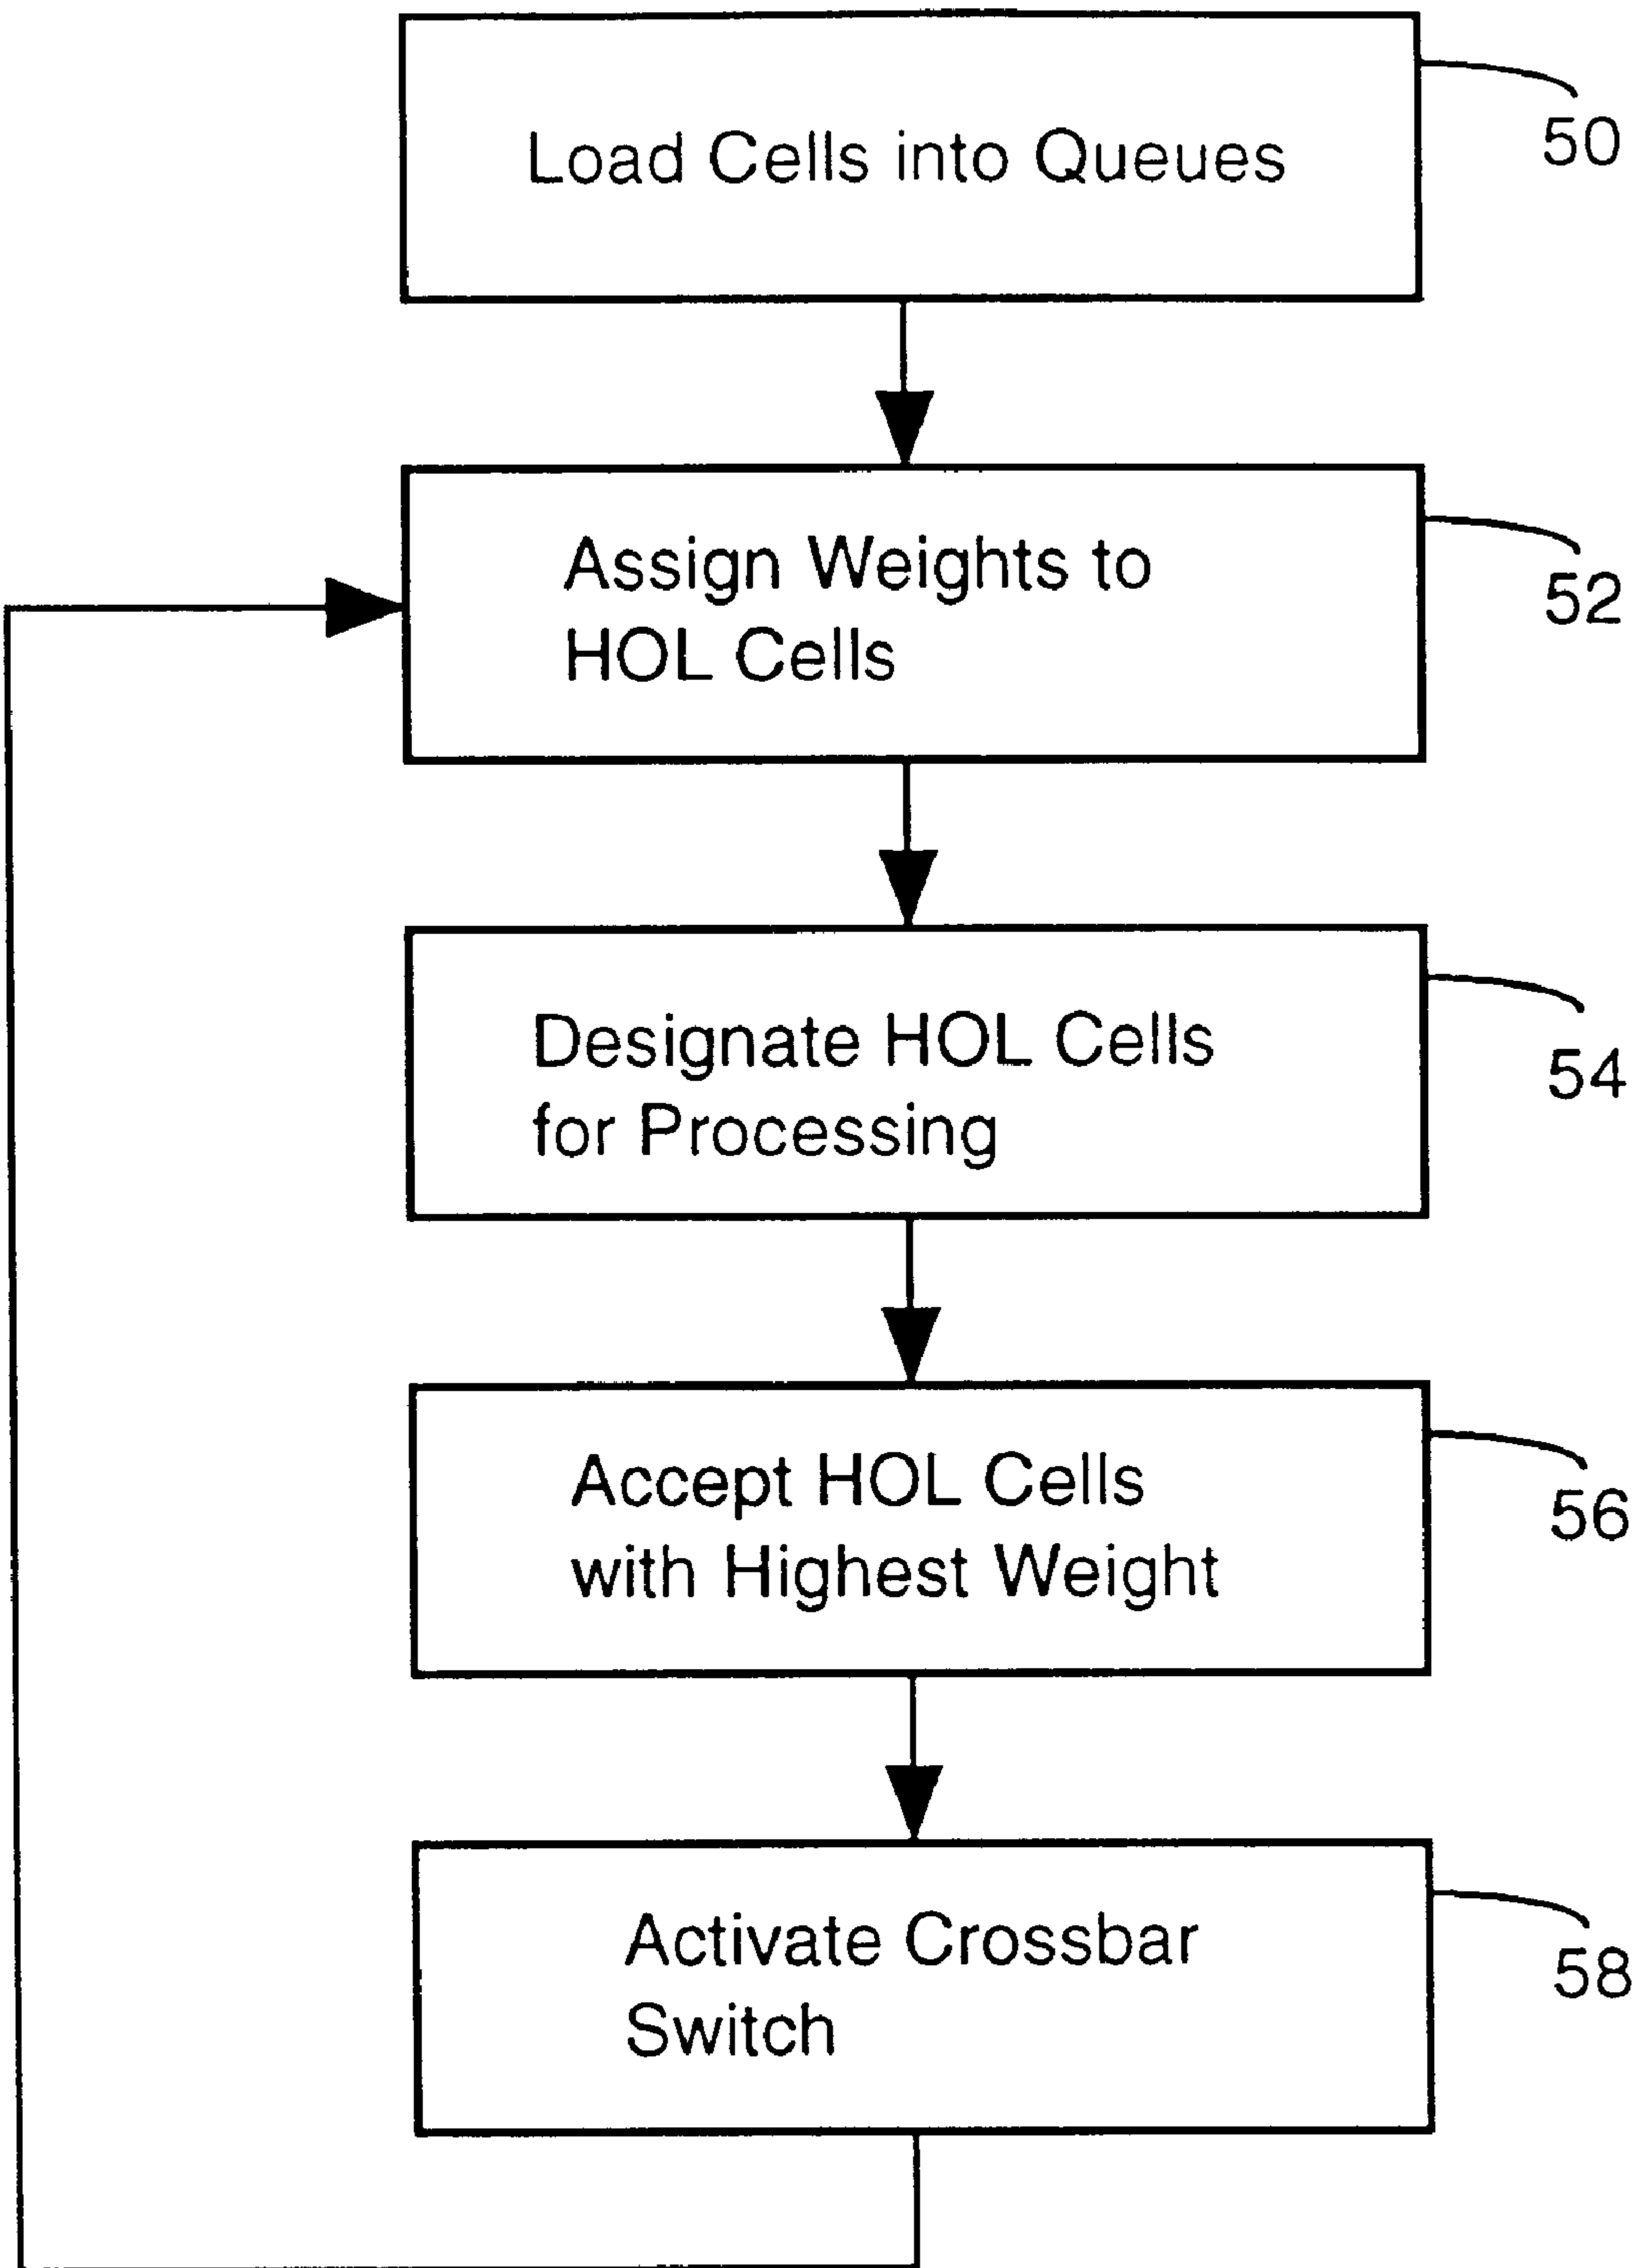 Load Cells into Queues
50
Assign Weights to
HOL Cells
52
Designate HOL Cells
for Processing
54
Accept HOL Cells
with Highest Weight
56
Activate Crossbar
Switch
58